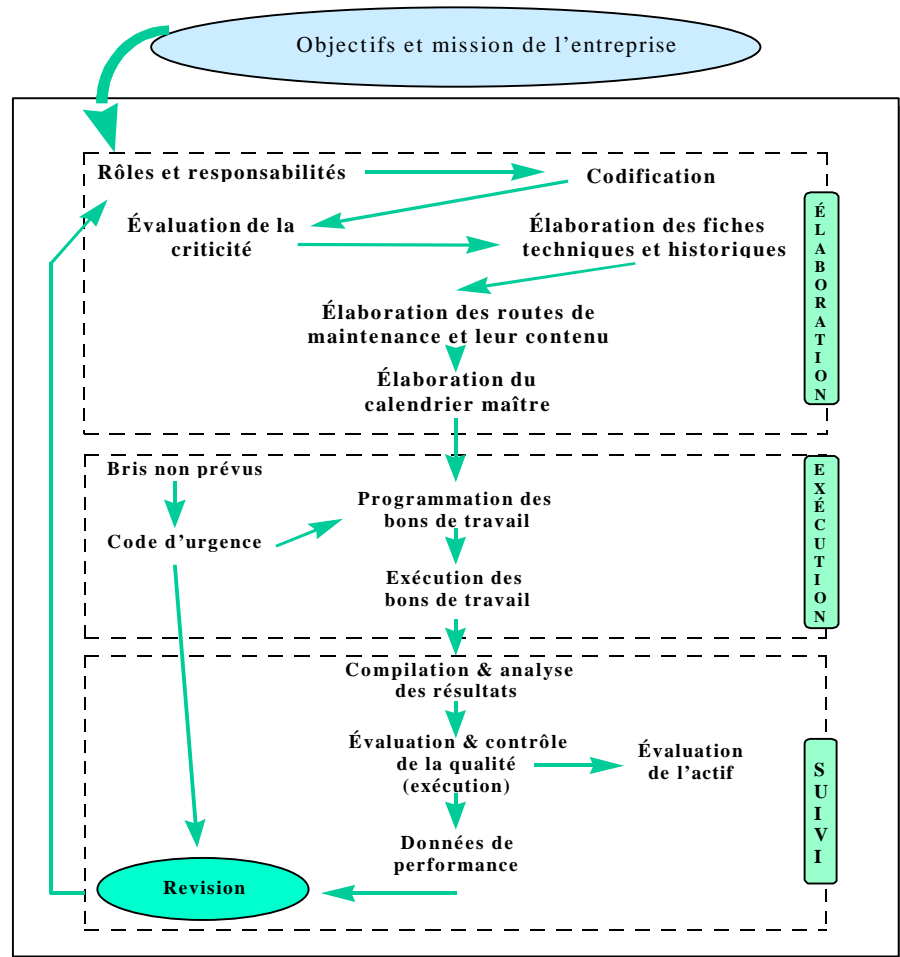 Objectifs et mission de l'entreprise
Rôles et responsabilités
Codification
Évaluation de la
criticité
Élaboration des fiches
techniques et historiques
Élaboration des routes de
maintenance et leur contenu
Élaboration du
calendrier maître
ÉLABORATION
Bris non prévus
Code d'urgence
Programmation des
bons de travail
Exécution des
bons de travail
EXÉCUTION
Compilation & analyse
des résultats
Évaluation & contrôle
de la qualité
(exécution)
Évaluation
de l'actif
Données de
performance
Revision
SUIVI